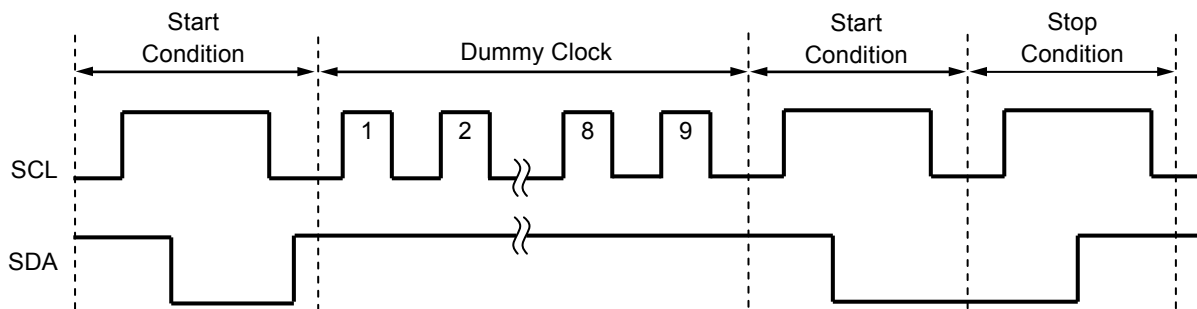 Start
Condition
Dummy Clock
Start
Condition
Stop
Condition
SCL
1
2
8
9
SDA